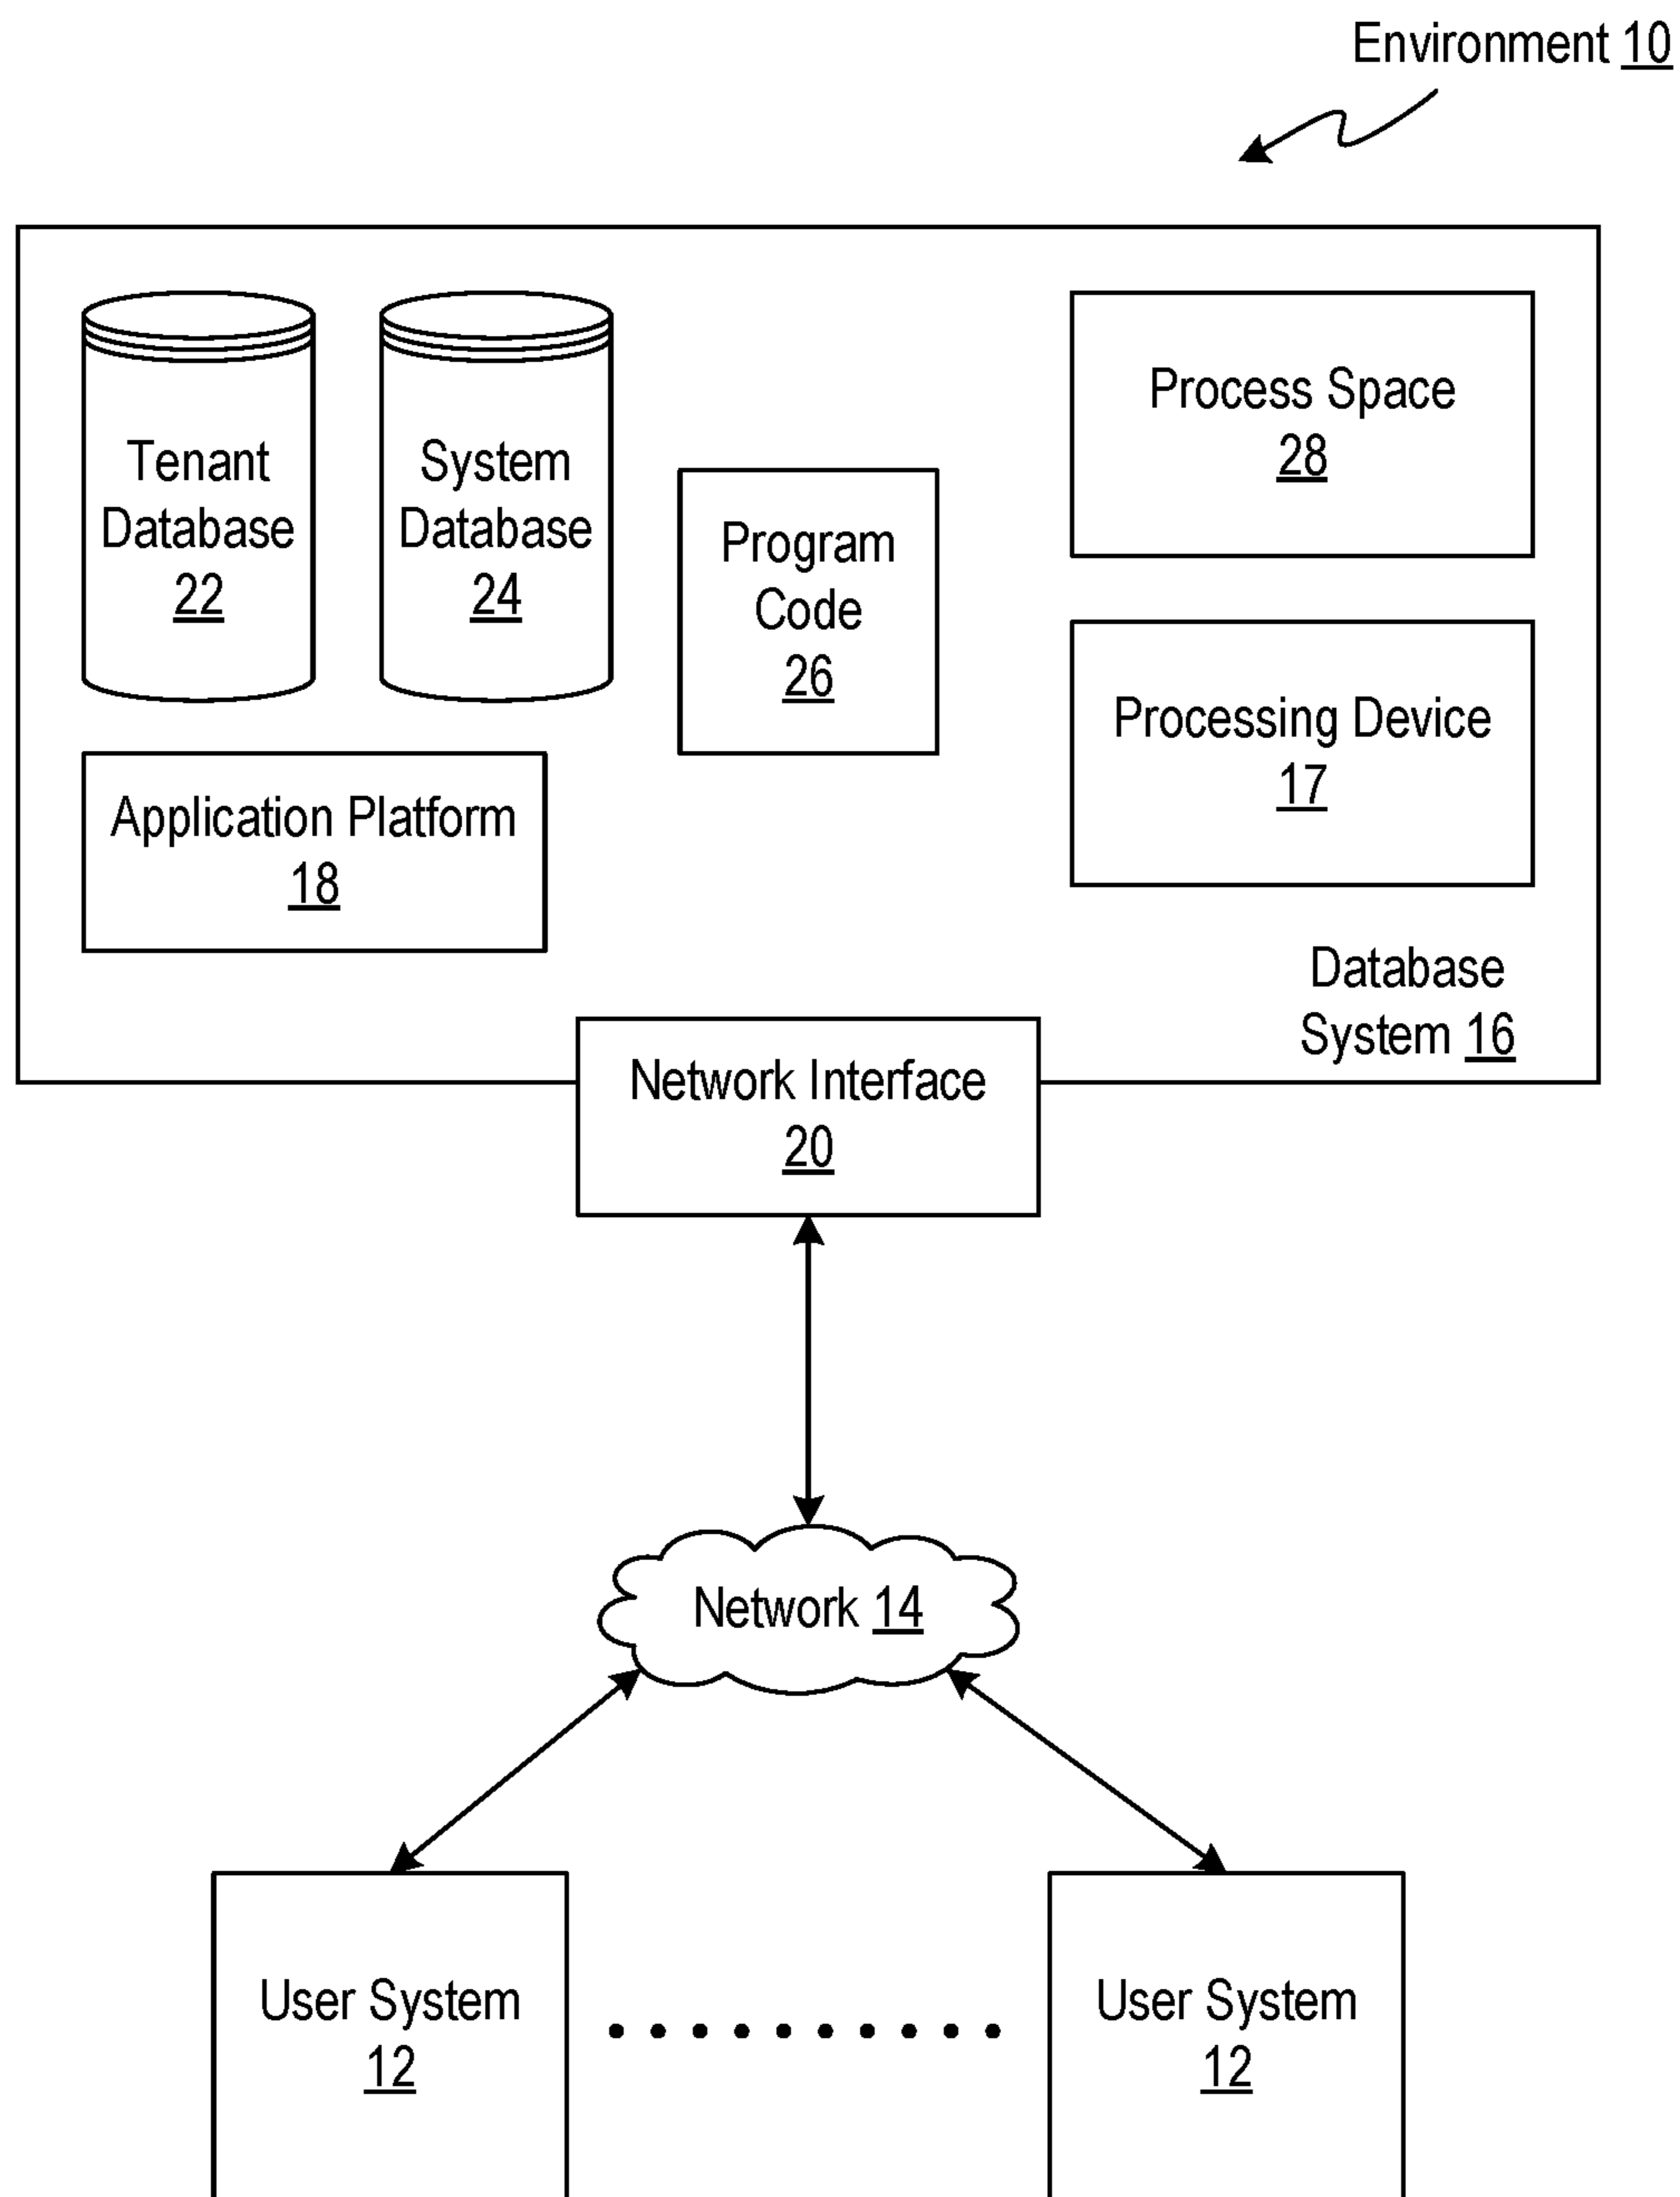 Environment 10
Tenant
Database
22
System
Database
24
Program
Code
26
Process Space
28
Processing Device
17
Application Platform
18
Database
System 16
Network Interface
20
Network 14
User System
12
User System
12